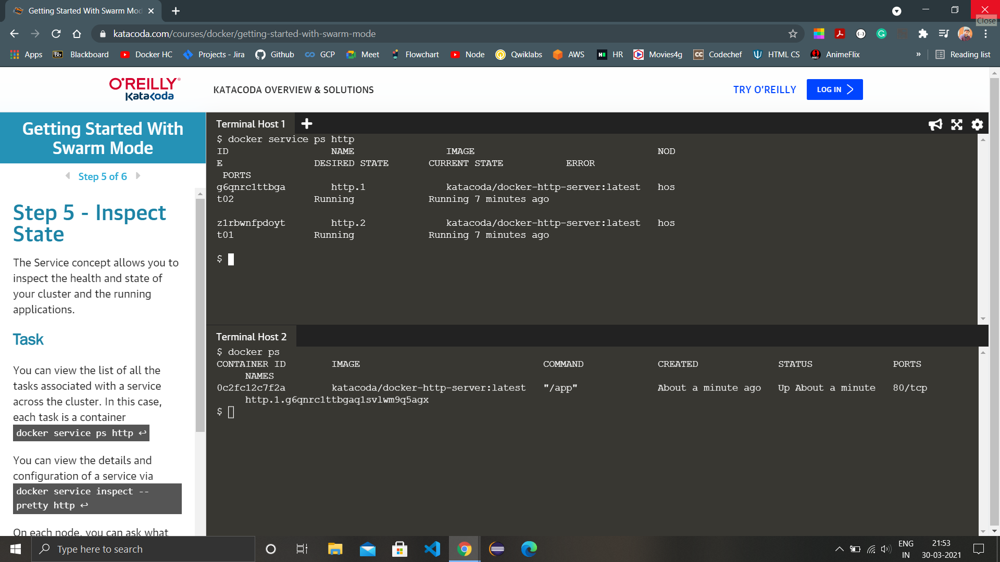 Getting Started With Swarm Mod
Close
katacoda.com/courses/docker/getting-started-with-swarm-mode
Apps Bb Blackboard Docker HC Projects - Jira Github GCP Meet Flowchart Node Qwiklabs AWS HR Movies4g CC Codechef HTML CS AnimeFlix » Reading list
O'REILLY®
Katacoda
KATACODA OVERVIEW & SOLUTIONS
TRY O'REILLY
LOG IN
Getting Started With
Swarm Mode
Step 5 of 6
Step 5 - Inspect
State
The Service concept allows you to
inspect the health and state of
your cluster and the running
applications.
Task
You can view the list of all the
tasks associated with a service
across the cluster. In this case,
each task is a container
docker service ps http ↩
You can view the details and
configuration of a service via
docker service inspect --
pretty http ↩
On each node, you can ask what
Terminal Host 1 +
$ docker service ps http
ID NAME IMAGE NOD
E DESIRED STATE CURRENT STATE ERROR
PORTS
g6qnrc1ttbga http.1 katacoda/docker-http-server:latest hos
t02 Running Running 7 minutes ago
z1rbwnfpdoyt http.2 katacoda/docker-http-server:latest hos
t01 Running Running 7 minutes ago
$
Terminal Host 2
$ docker ps
CONTAINER ID IMAGE COMMAND CREATED STATUS PORTS
NAMES
0c2fc12c7f2a katacoda/docker-http-server:latest "/app" About a minute ago Up About a minute 80/tcp
http.1.g6qnrc1ttbgaq1svlwm9q5agx
$
Type here to search
ENG
IN
21:53
30-03-2021